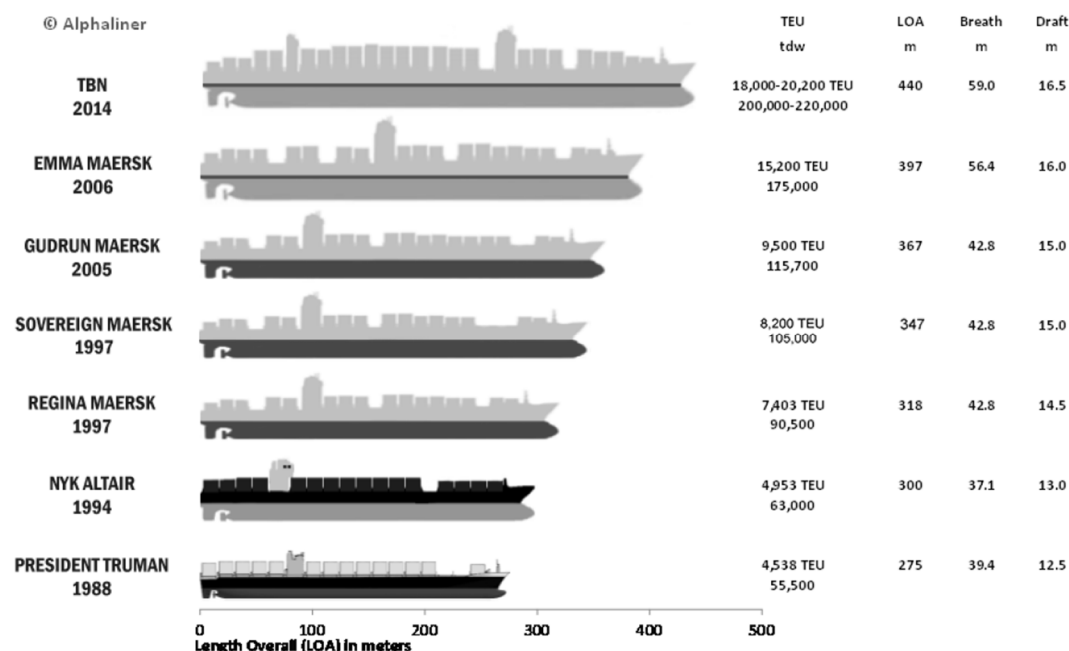 © Alphaliner
TEU LOA Breath Draft
tdw m m m
TBN
2014
18,000-20,200 TEU 440 59.0 16.5
200,000-220,000
EMMA MAERSK
2006
15,200 TEU 397 56.4 16.0
175,000
GUDRUN MAERSK
2005
9,500 TEU 367 42.8 15.0
115,700
SOVEREIGN MAERSK
1997
8,200 TEU 347 42.8 15.0
105,000
REGINA MAERSK
1997
7,403 TEU 318 42.8 14.5
90,500
NYK ALTAIR
1994
4,953 TEU 300 37.1 13.0
63,000
PRESIDENT TRUMAN
1988
4,538 TEU 275 39.4 12.5
55,500
0 100 200 300 400 500
Length Overall (LOA) in meters